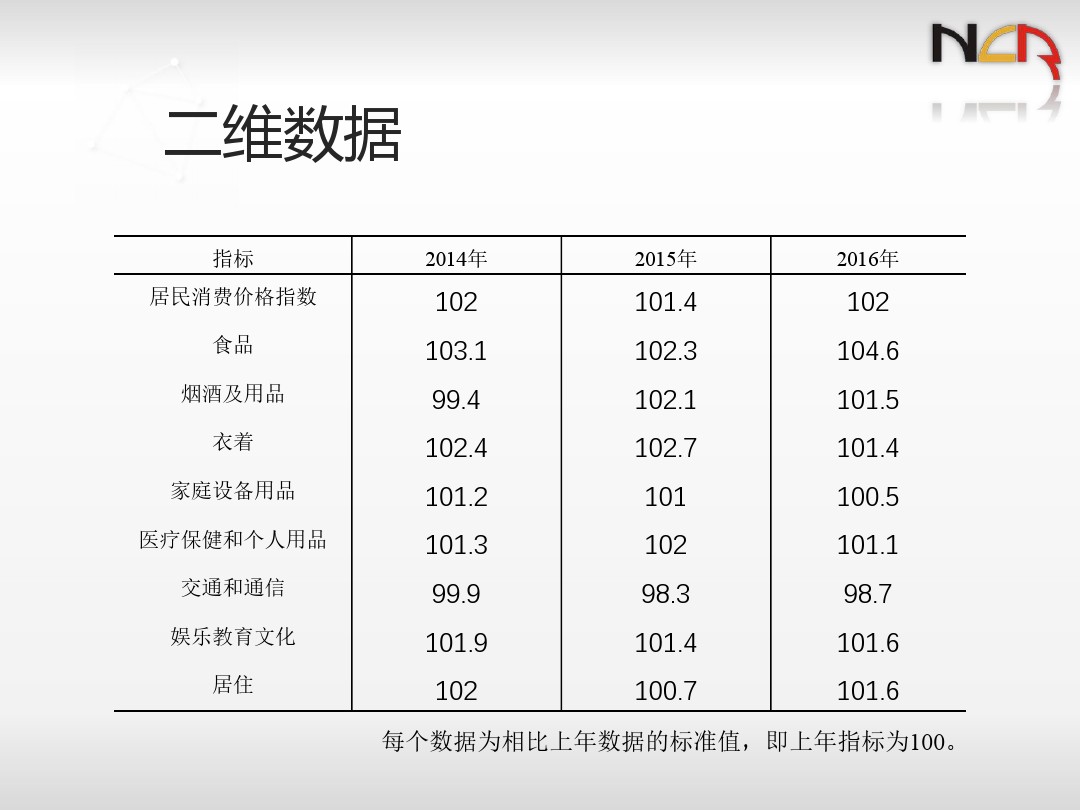 NCR
二维数据
指标 2014年 2015年 2016年
居民消费价格指数 102 101.4 102
食品 103.1 102.3 104.6
烟酒及用品 99.4 102.1 101.5
衣着 102.4 102.7 101.4
家庭设备用品 101.2 101 100.5
医疗保健和个人用品 101.3 102 101.1
交通和通信 99.9 98.3 98.7
娱乐教育文化 101.9 101.4 101.6
居住 102 100.7 101.6
每个数据为相比上年数据的标准值，即上年指标为100。